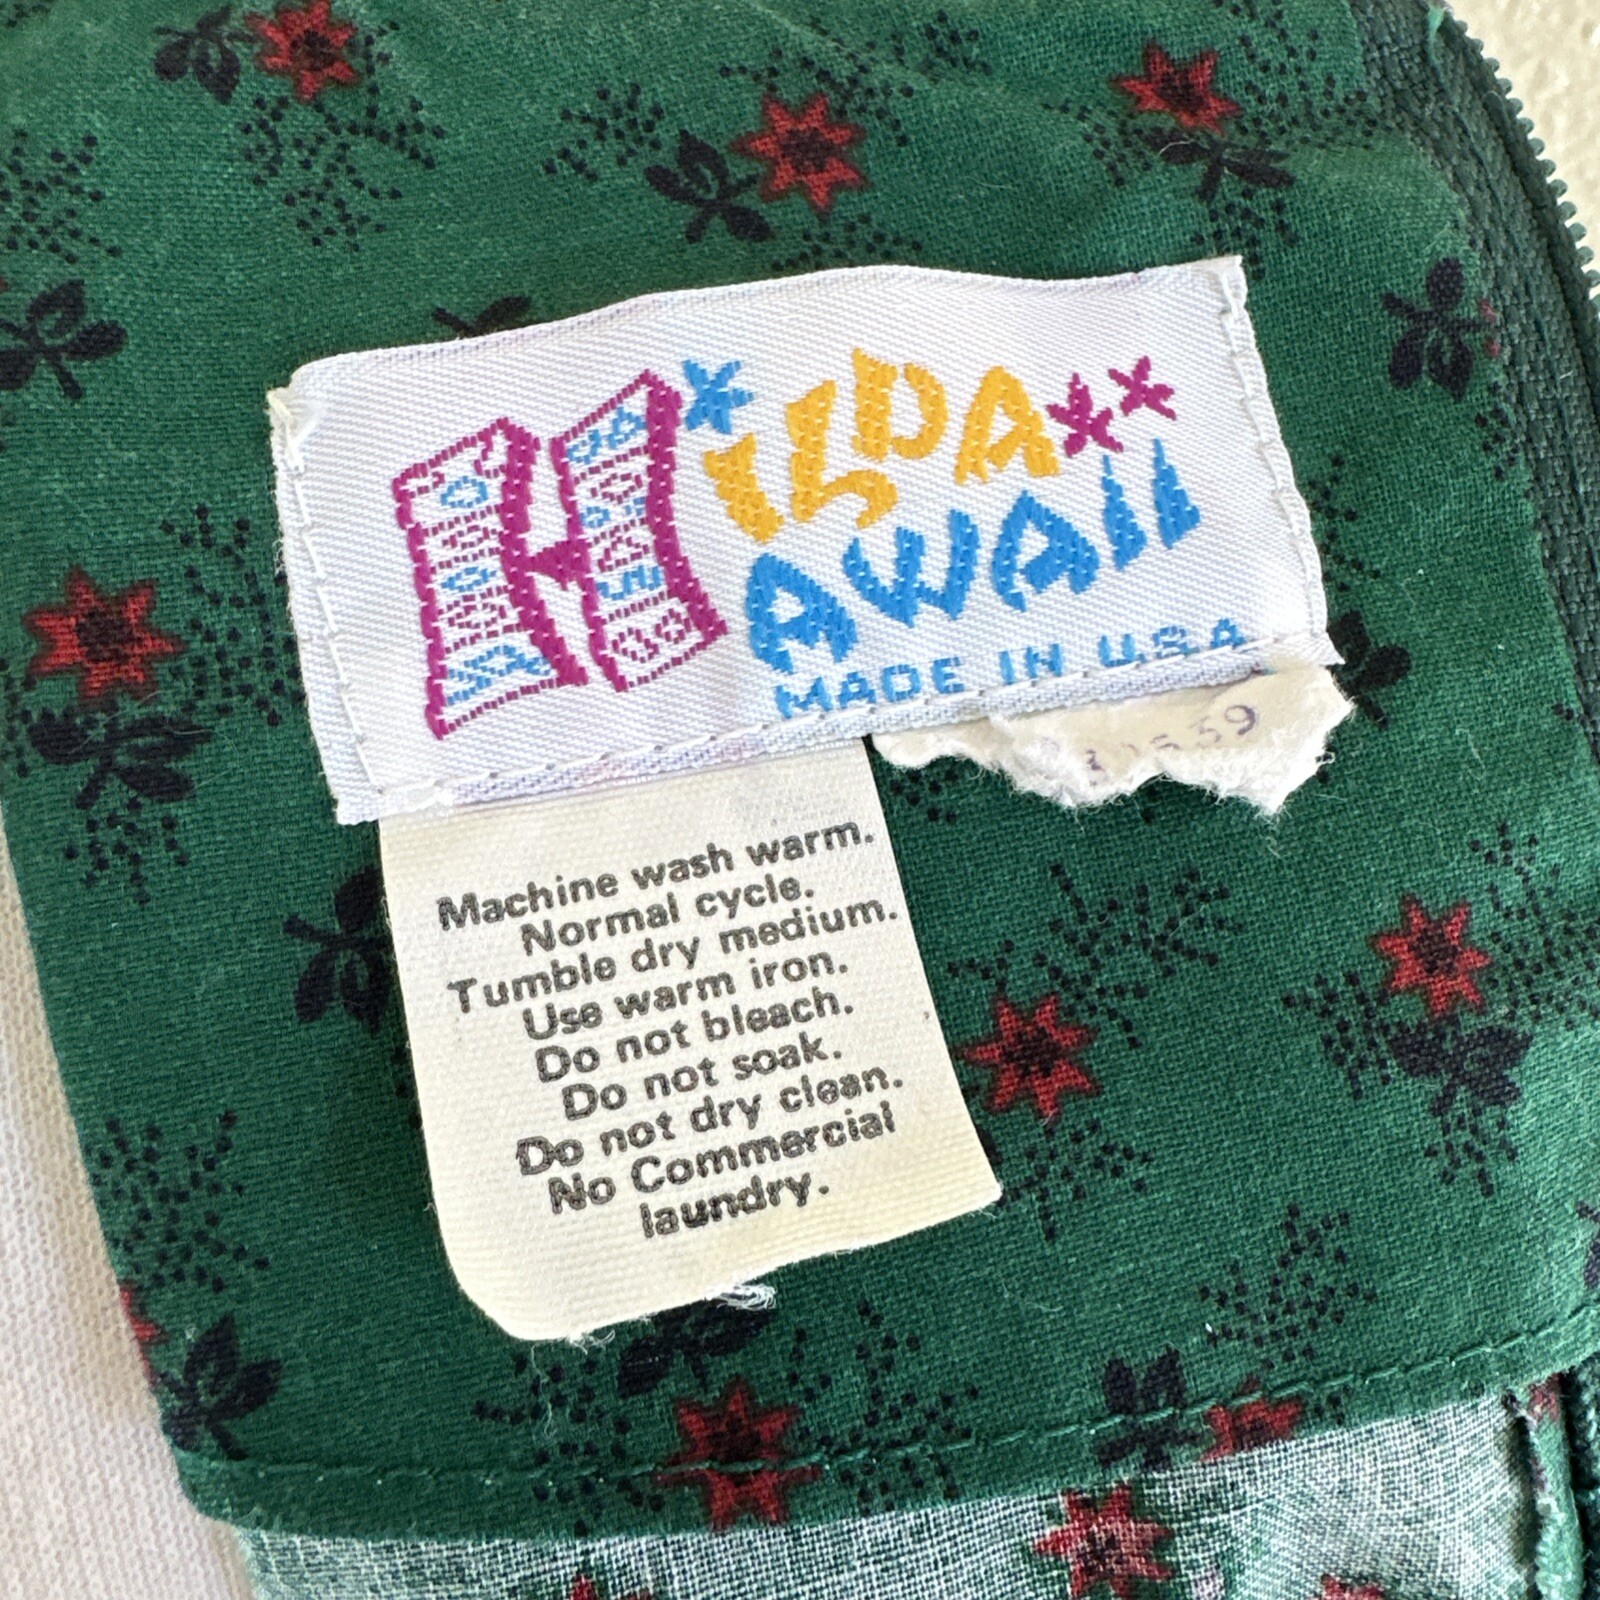 HILDA
HAWAII
MADE IN USA
Machine wash warm.
Normal cycle.
Tumble dry medium.
Use warm iron.
Do not bleach.
Do not soak.
Do not dry clean.
No Commercial
laundry.